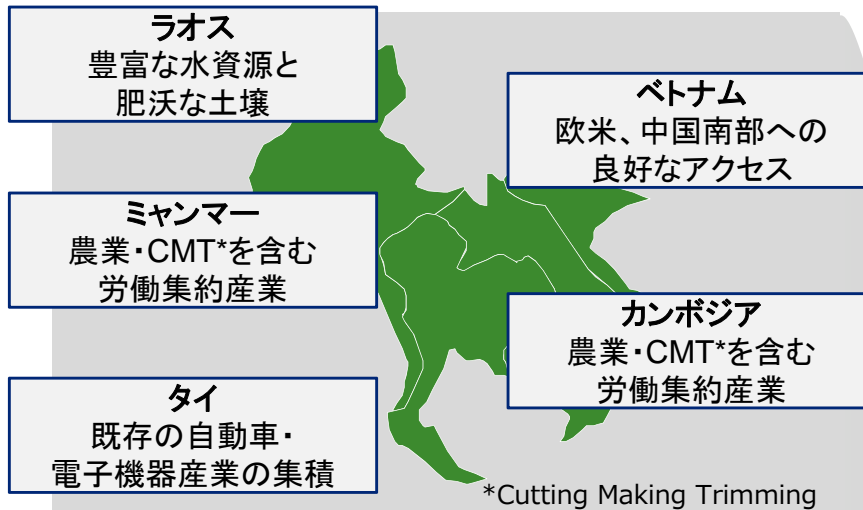 ラオス
豊富な水資源と
肥沃な土壌
ベトナム
欧米、中国南部への
良好なアクセス
ミャンマー
農業・CMT*を含む
労働集約産業
カンボジア
農業・CMT*を含む
労働集約産業
タイ
既存の自動車・
電子機器産業の集積
*Cutting Making Trimming